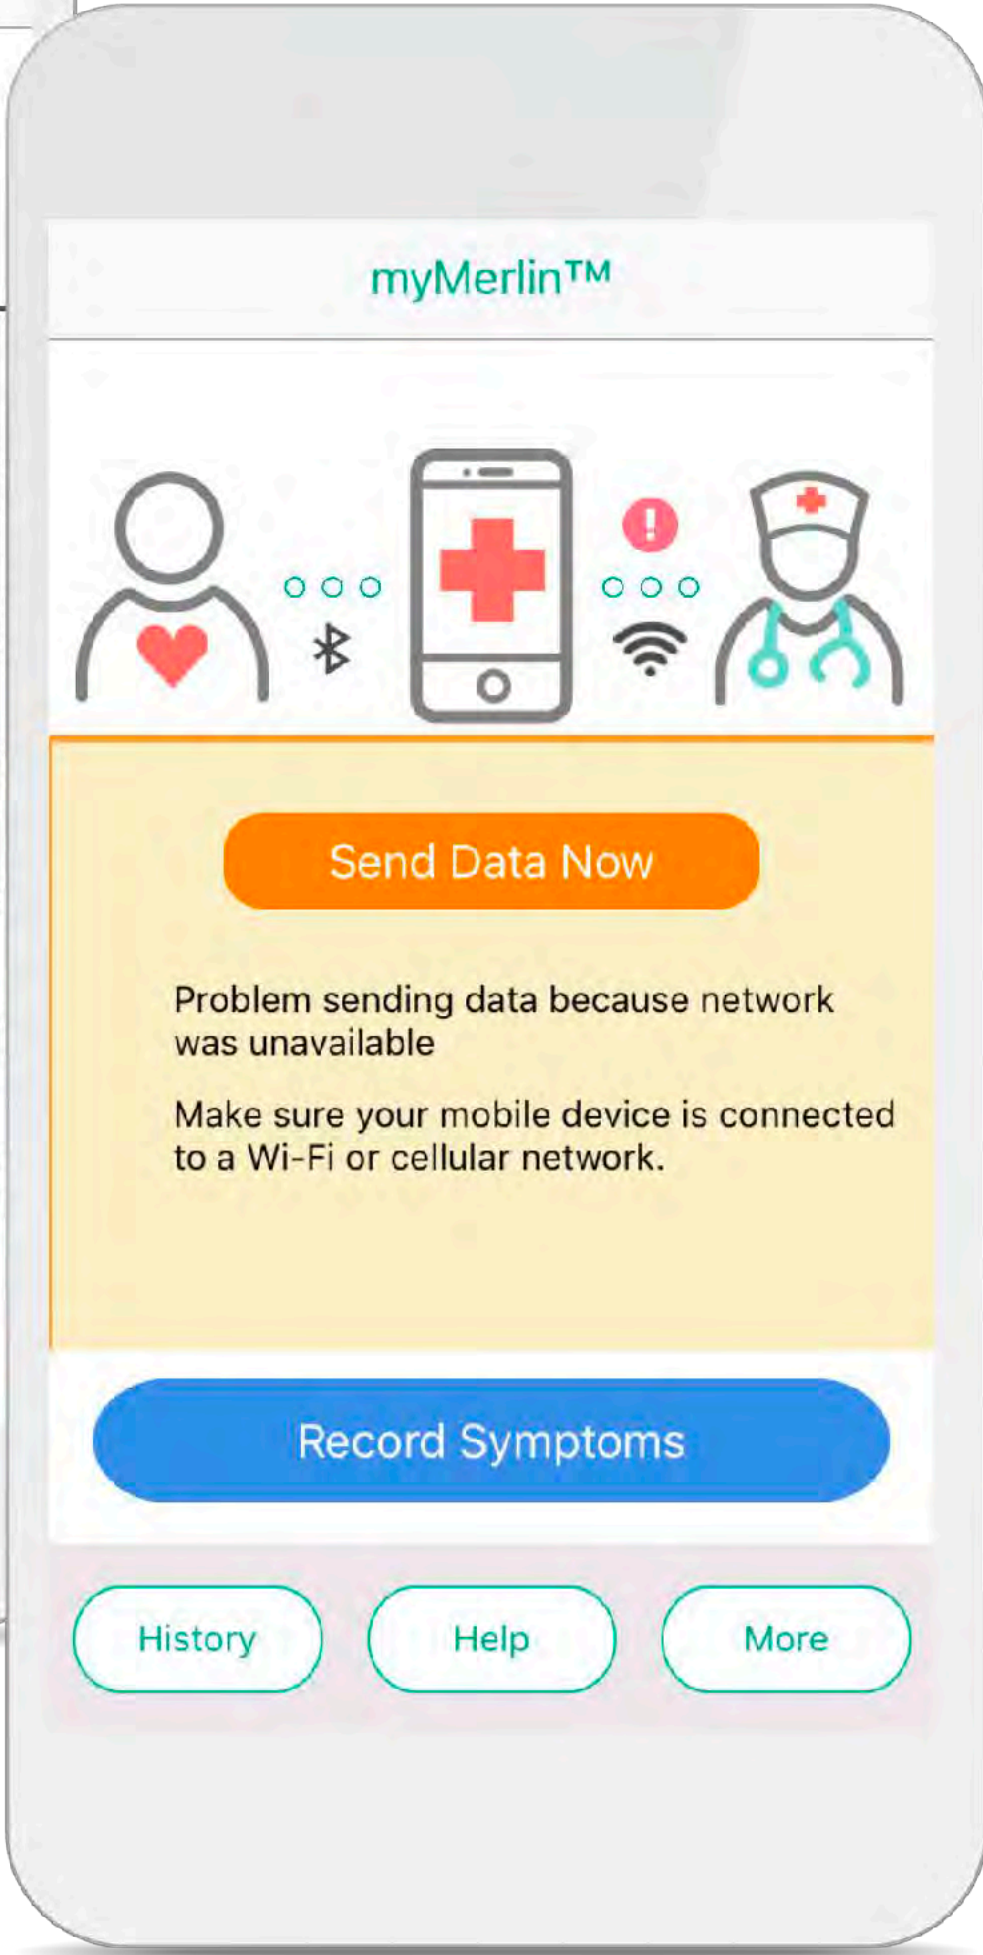 myMerlin™
Send Data Now
Problem sending data because network
was unavailable
Make sure your mobile device is connected
to a Wi-Fi or cellular network.
Record Symptoms
History
Help
More